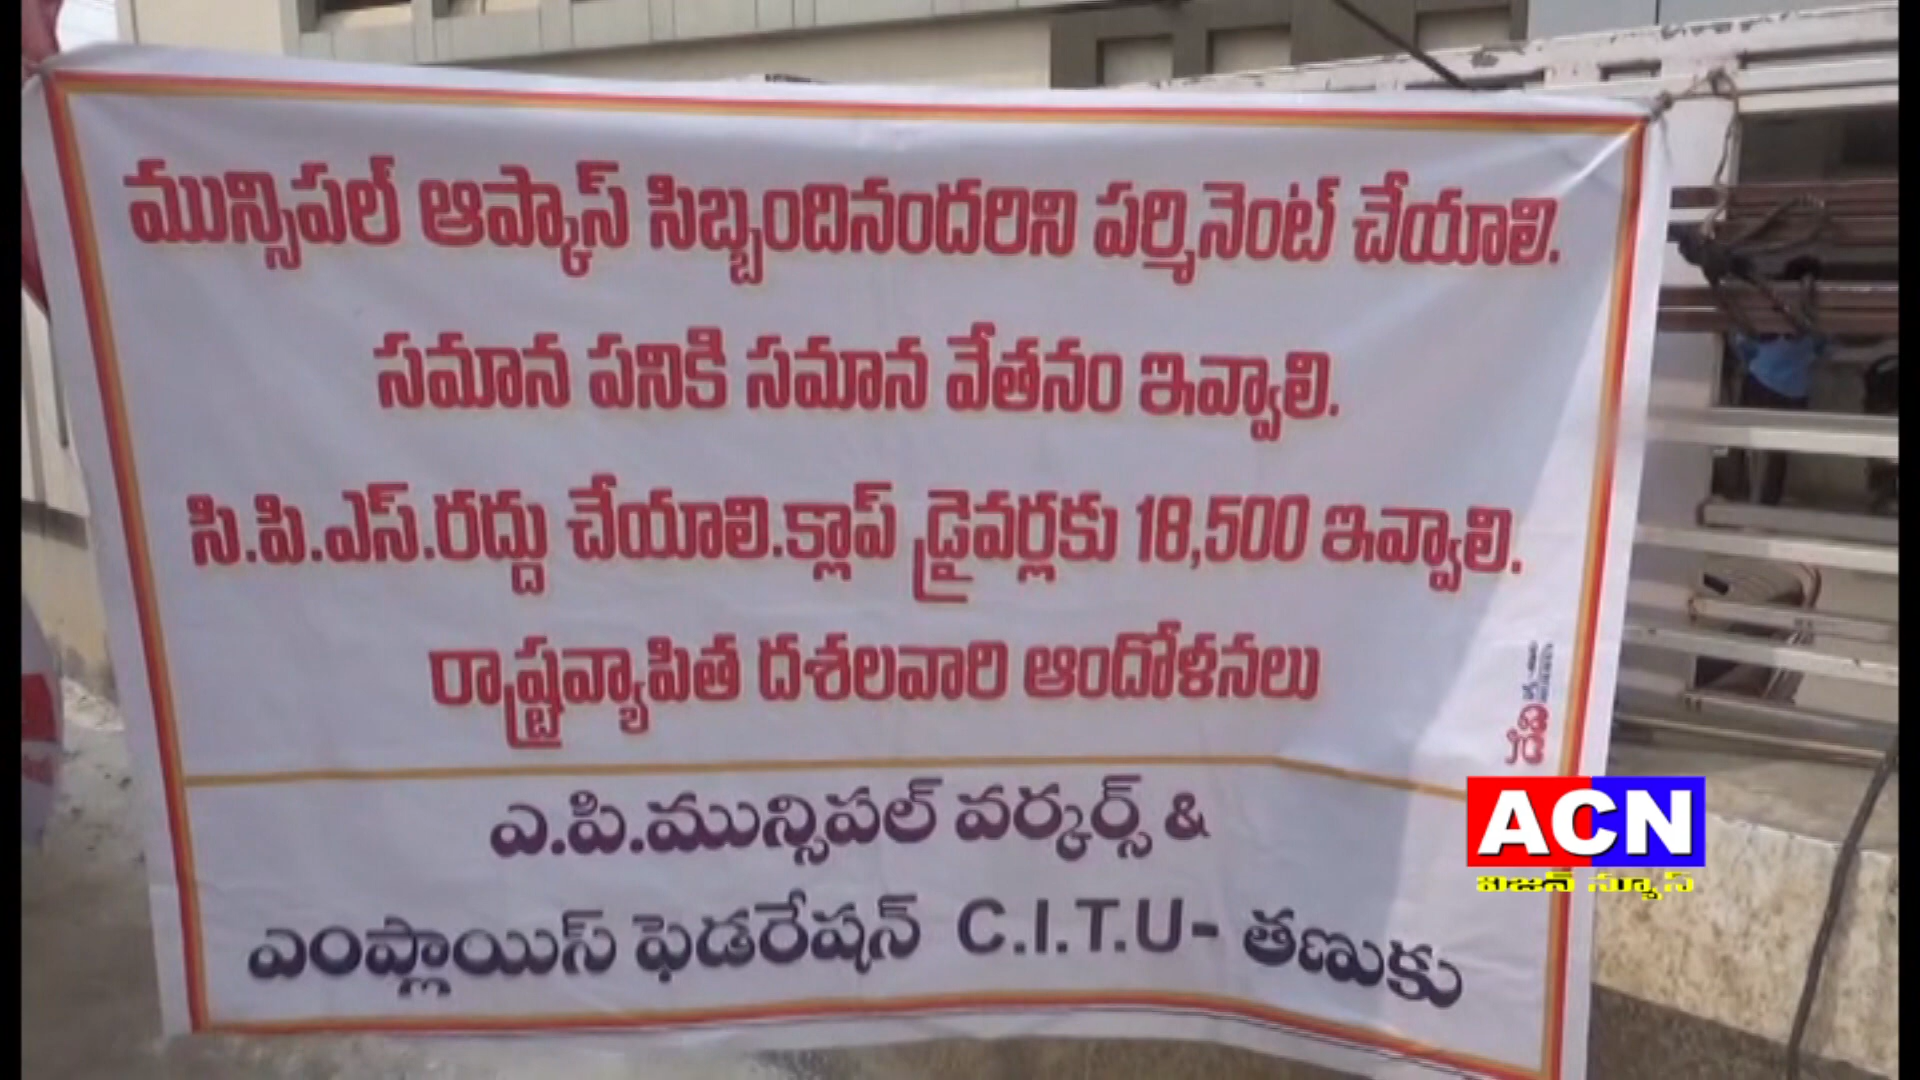 మున్సిపల్ ఆప్కాస్ సిబ్బందినందరిని పర్మినెంట్ చేయాలి.
సమాన పనికి సమాన వేతనం ఇవ్వాలి.
సి.పి.ఎస్.రద్దు చేయాలి.క్లాప్ డ్రైవర్లకు 18,500 ఇవ్వాలి.
రాష్ట్రవ్యాపిత దశలవారి ఆందోళనలు
ఎ.పి.మున్సిపల్ వర్కర్స్ &
ఎంప్లాయిస్ ఫెడరేషన్ C.I.T.U- తణుకు
దేవి
ACN
విజన్ న్యూస్